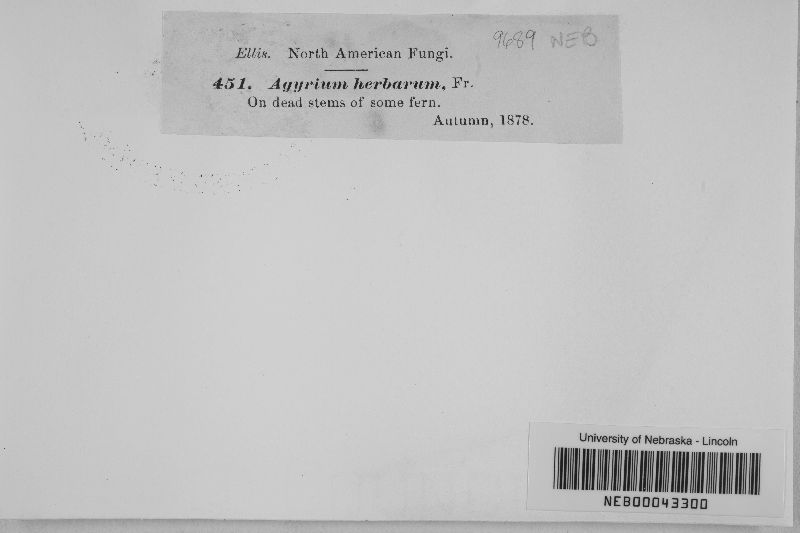 9689 NEB
Ellis. North American Fungi.
451. Agyrium herbarum, Fr.
On dead stems of some fern.
Autumn, 1878.
University of Nebraska - Lincoln
NEB00043300